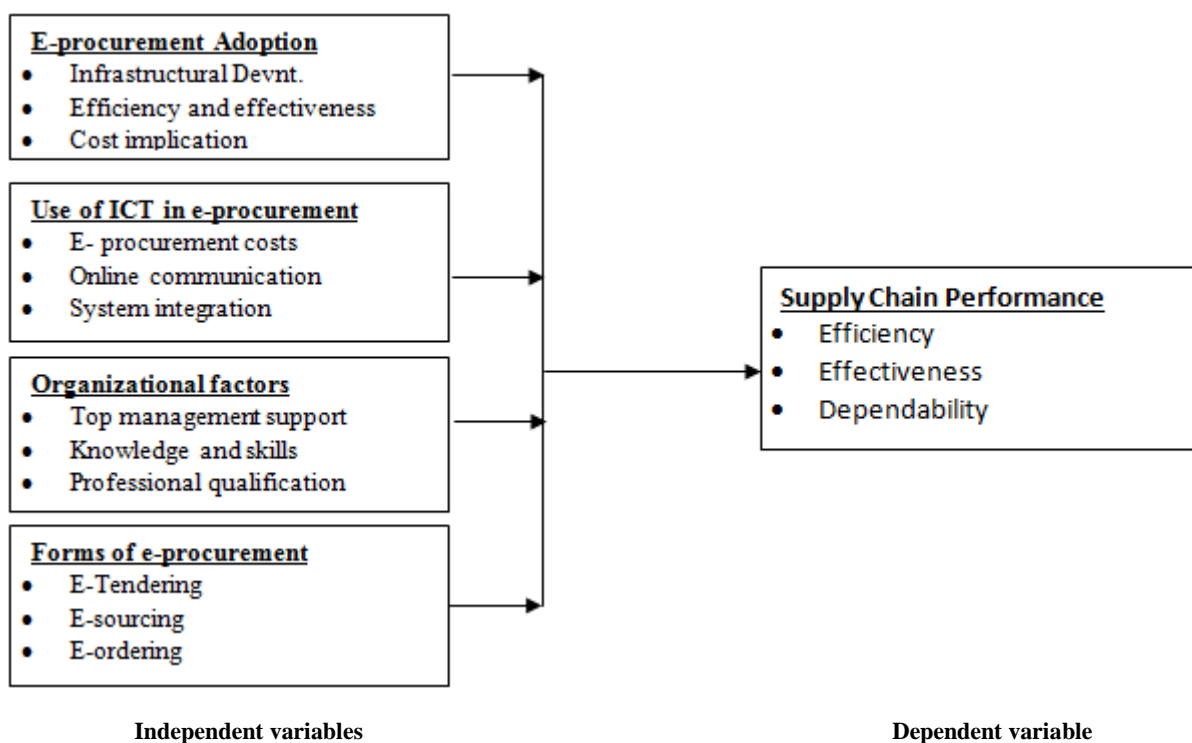 E-procurement Adoption
• Infrastructural Devnt.
• Efficiency and effectiveness
• Cost implication
Use of ICT in e-procurement
• E- procurement costs
• Online communication
• System integration
Organizational factors
• Top management support
• Knowledge and skills
• Professional qualification
Forms of e-procurement
• E-Tendering
• E-sourcing
• E-ordering
Supply Chain Performance
• Efficiency
• Effectiveness
• Dependability
Independent variables
Dependent variable